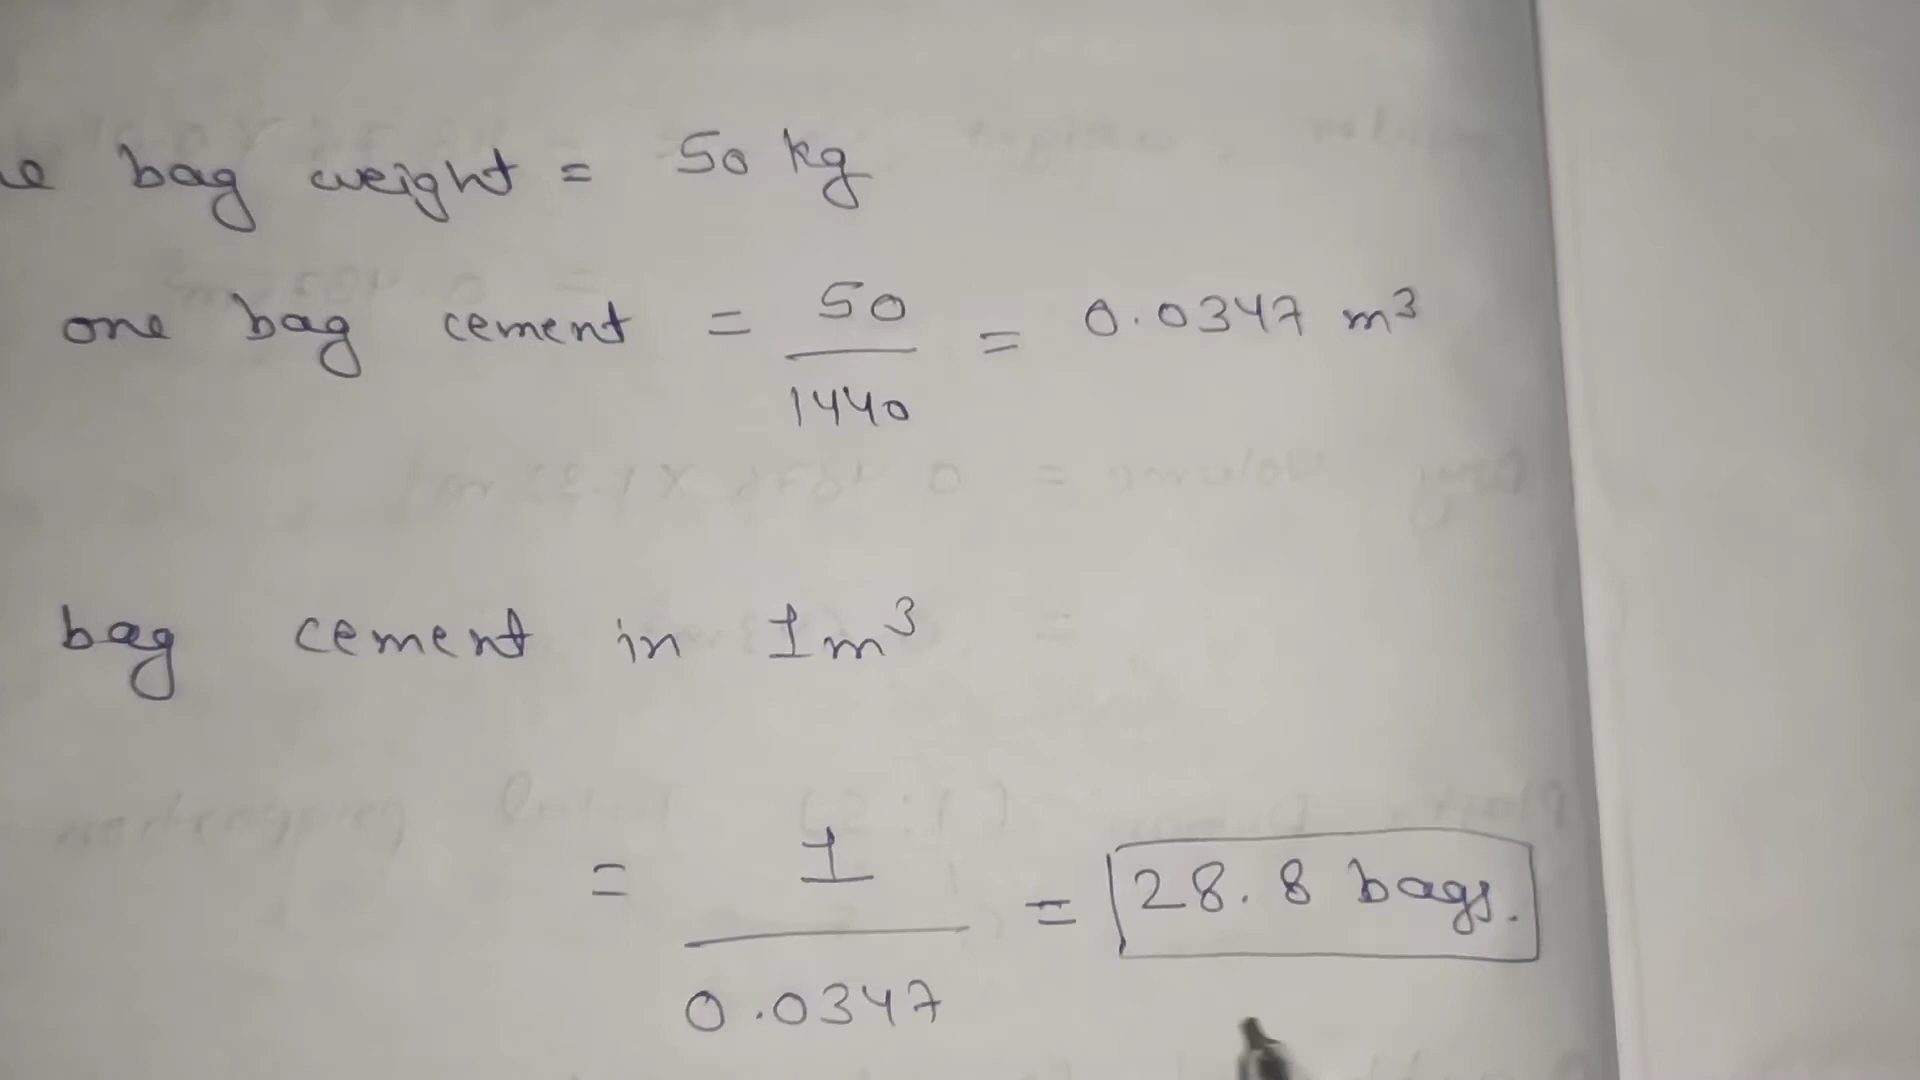 bag weight = 50 kg
one bag cement = 50/1440 = 0.0347 m³
bag cement in 1m³
= 1/0.0347 = 28.8 bags.